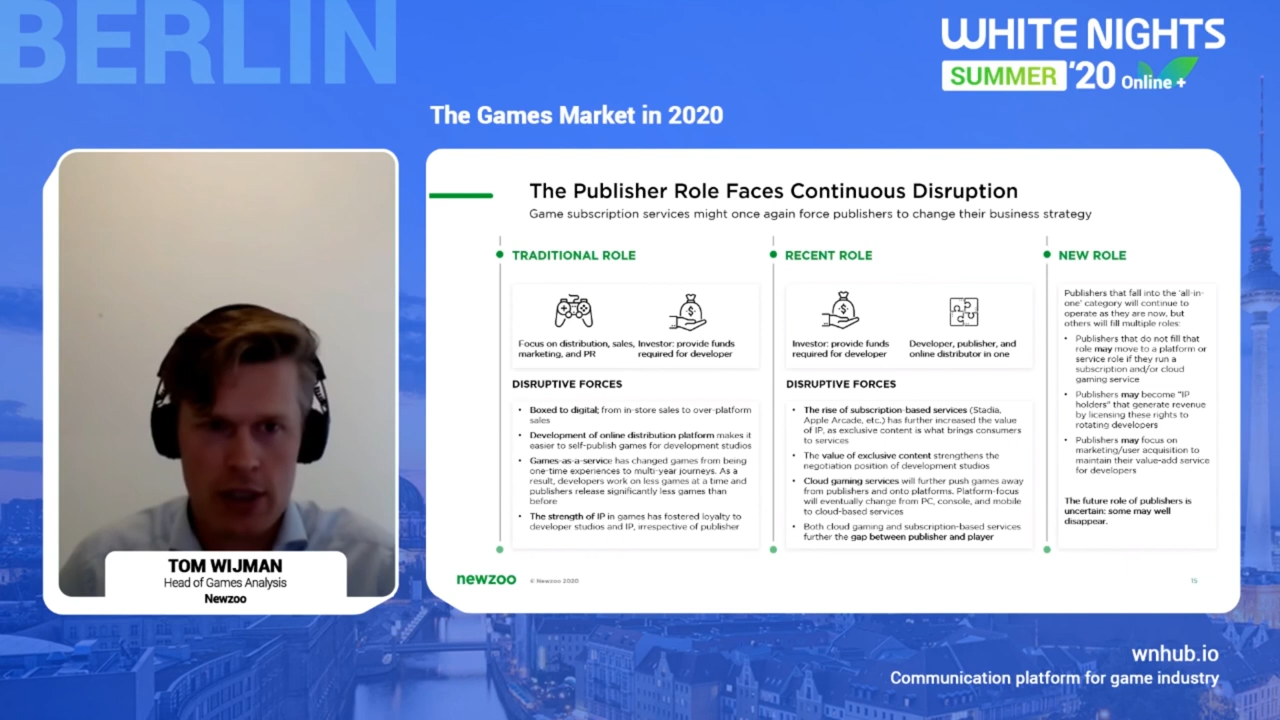 BERLIN
WHITE NIGHTS
SUMMER '20 Online +
The Games Market in 2020
The Publisher Role Faces Continuous Disruption
Game subscription services might once again force publishers to change their business strategy
TRADITIONAL ROLE
Focus on distribution, sales,
marketing, and PR
Investor: provide funds
required for developer
DISRUPTIVE FORCES
• Boxed to digital; from in-store sales to over-platform
sales
• Development of online distribution platform makes it
easier to self-publish games for development studios
• Games-as-a-service has changed games from being
one-time experiences to multi-year journeys. As a
result, developers work on less games at a time and
publishers release significantly less games than
before
• The strength of IP in games has fostered loyalty to
developer studios and IP, irrespective of publisher
RECENT ROLE
Investor: provide funds
required for developer
Developer, publisher, and
online distributor in one
DISRUPTIVE FORCES
• The rise of subscription-based services (Stadia,
Apple Arcade, etc.) has further increased the value
of IP, as exclusive content is what brings consumers
to services
• The value of exclusive content strengthens the
negotiation position of development studios
• Cloud gaming services will further push games away
from publishers and onto platforms. Platform-focus
will eventually change from PC, console, and mobile
to cloud-based services
• Both cloud gaming and subscription-based services
further the gap between publisher and player
NEW ROLE
Publishers that fall into the 'all-in-
one' category will continue to
operate as they are now, but
others will fill multiple roles:
• Publishers that do not fill that
role may move to a platform or
service role if they run a
subscription and/or cloud
gaming service
• Publishers may become "IP
holders" that generate revenue
by licensing these rights to
rotating developers
• Publishers may focus on
marketing/user acquisition to
maintain their value-add service
for developers
The future role of publishers is
uncertain: some may well
disappear.
newzoo
© Newzoo 2020
15
TOM WIJMAN
Head of Games Analysis
Newzoo
wnhub.io
Communication platform for game industry